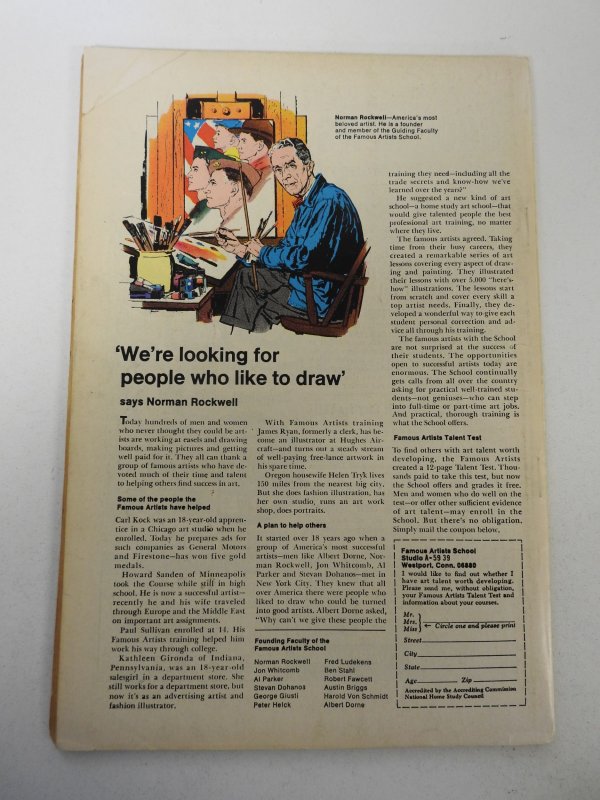 Norman Rockwell—America's most
beloved artist. He is a founder
and member of the Guiding Faculty
of the Famous Artists School.
'We're looking for
people who like to draw'
says Norman Rockwell
Today hundreds of men and women
who never thought they could be art-
ists are working at easels and drawing
boards, making pictures and getting
well paid for it. They all can thank a
group of famous artists who have de-
voted much of their time and talent
to helping others find success in art.
Some of the people the
Famous Artists have helped
Carl Kock was an 18-year-old appren-
tice in a Chicago art studio when he
enrolled. Today he prepares ads for
such companies as General Motors
and Firestone—has won five gold
medals.
Howard Sanden of Minneapolis
took the Course while still in high
school. He is now a successful artist—
recently he and his wife traveled
through Europe and the Middle East
on important art assignments.
Paul Sullivan enrolled at 14. His
Famous Artists training helped him
work his way through college.
Kathleen Gironda of Indiana,
Pennsylvania, was an 18-year-old
salesgirl in a department store. She
still works for a department store, but
now it's as an advertising artist and
fashion illustrator.
With Famous Artists training
James Ryan, formerly a clerk, has be-
come an illustrator at Hughes Air-
craft—and turns out a steady stream
of well-paying free-lance artwork in
his spare time.
Oregon housewife Helen Tryk lives
150 miles from the nearest big city.
But she does fashion illustration, has
her own studio, runs an art work
shop, does portraits.
A plan to help others
It started over 18 years ago when a
group of America's most successful
artists—men like Albert Dorne, Nor-
man Rockwell, Jon Whitcomb, Al
Parker and Stevan Dohanos—met in
New York City. They knew that all
over America there were people who
liked to draw who could be turned
into good artists. Albert Dorne asked,
"Why can't we give these people the
Founding Faculty of the
Famous Artists School
Norman Rockwell
Jon Whitcomb
Al Parker
Stevan Dohanos
George Giusti
Peter Helck
Fred Ludekens
Ben Stahl
Robert Fawcett
Austin Briggs
Harold Von Schmidt
Albert Dorne
training they need—including all the
trade secrets and know-how we've
learned over the years?"
He suggested a new kind of art
school—a home study art school—that
would give talented people the best
professional art training, no matter
where they live.
The famous artists agreed. Taking
time from their busy careers, they
created a remarkable series of art
lessons covering every aspect of draw-
ing and painting. They illustrated
their lessons with over 5,000 "here's-
how" illustrations. The lessons start
from scratch and cover every skill a
top artist needs. Finally, they de-
veloped a wonderful way to give each
student personal correction and ad-
vice all through his training.
The famous artists with the School
are not surprised at the success of
their students. The opportunities
open to successful artists today are
enormous. The School continually
gets calls from all over the country
asking for practical well-trained stu-
dents—not geniuses—who can step
into full-time or part-time art jobs.
And practical, thorough training is
what the School offers.
Famous Artists Talent Test
To find others with art talent worth
developing, the Famous Artists
created a 12-page Talent Test. Thou-
sands paid to take this test, but now
the School offers and grades it free.
Men and women who do well on the
test—or offer other sufficient evidence
of art talent—may enroll in the
School. But there's no obligation.
Simply mail the coupon below.
Famous Artists School
Studio A-5939
Westport, Conn. 06880
I would like to find out whether I
have art talent worth developing.
Please send me, without obligation,
your Famous Artists Talent Test and
information about your courses.
Mr.
Mrs.
Miss
← Circle one and please print
Street
City
State
Age Zip
Accredited by the Accrediting Commission
National Home Study Council